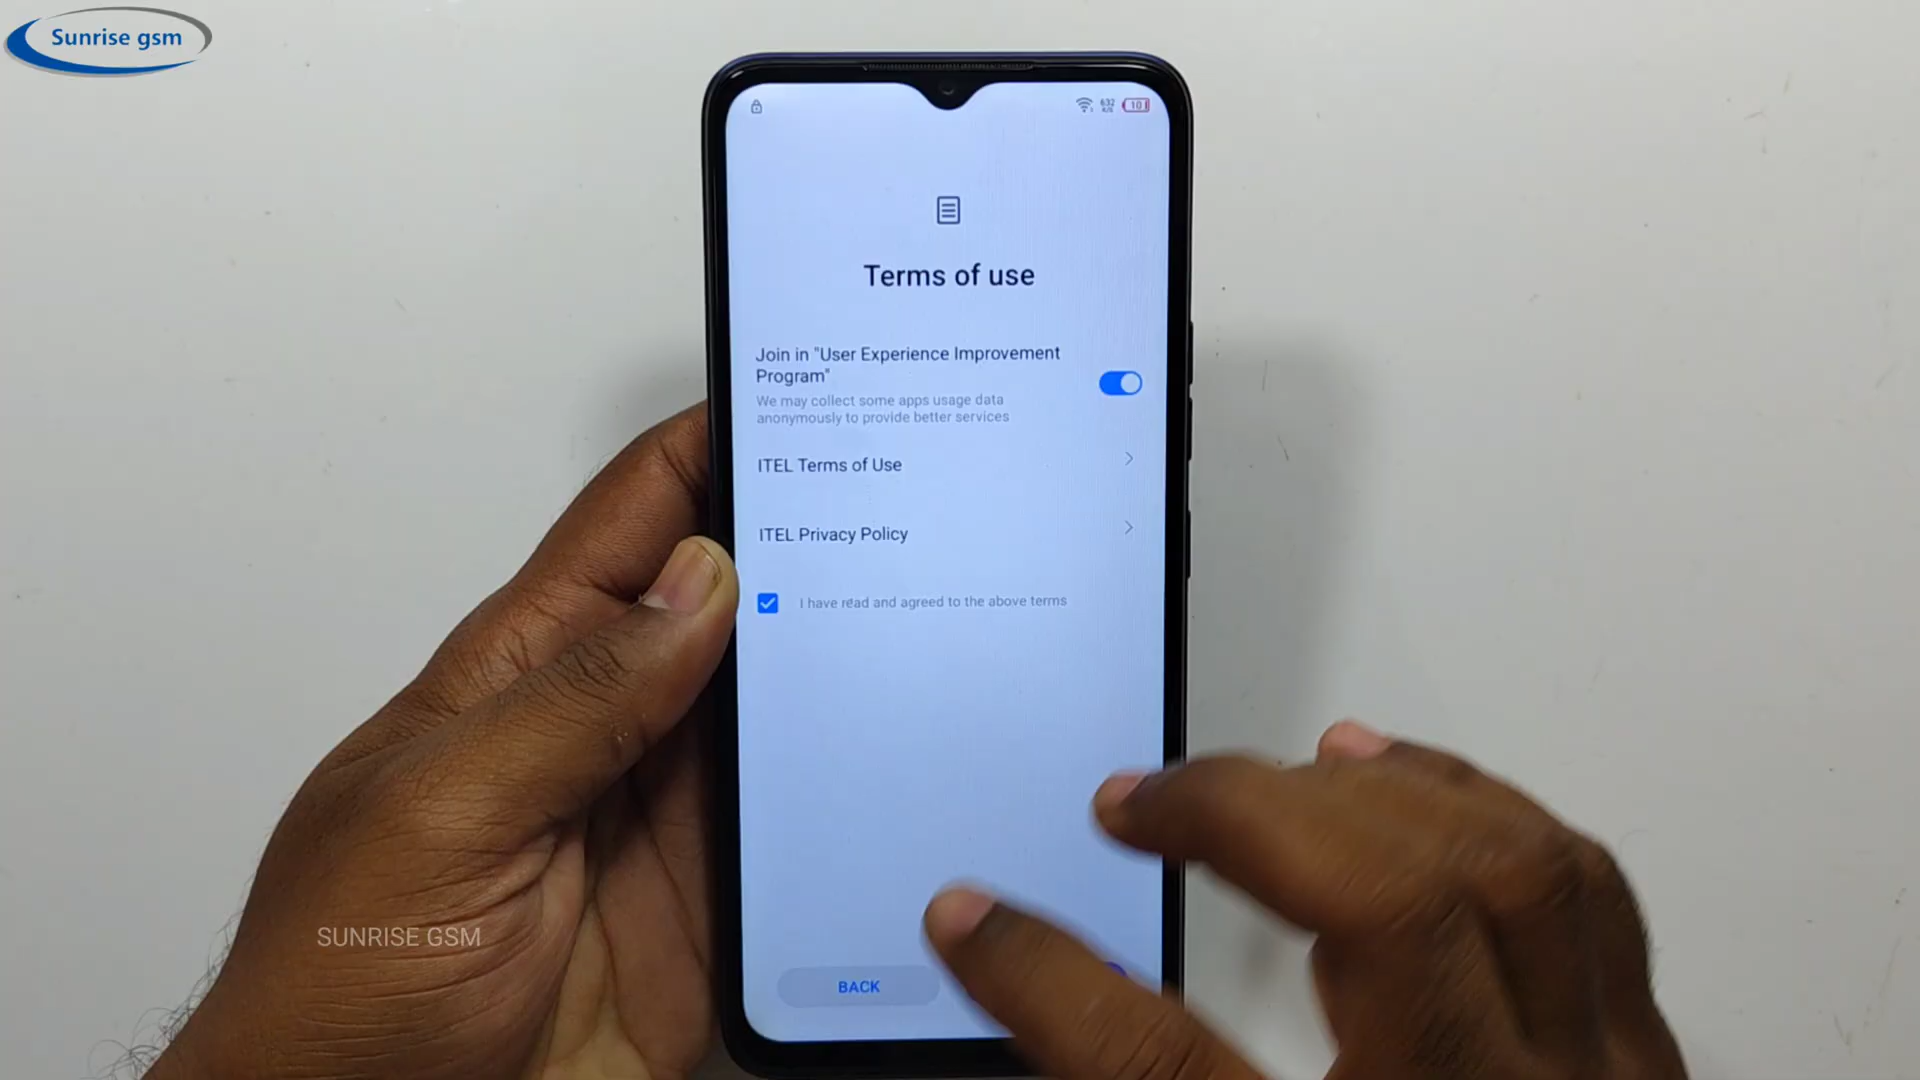 Sunrise gsm
632
K/S
10
Terms of use
Join in "User Experience Improvement
Program"
We may collect some apps usage data
anonymously to provide better services
ITEL Terms of Use
ITEL Privacy Policy
I have read and agreed to the above terms
SUNRISE GSM
BACK